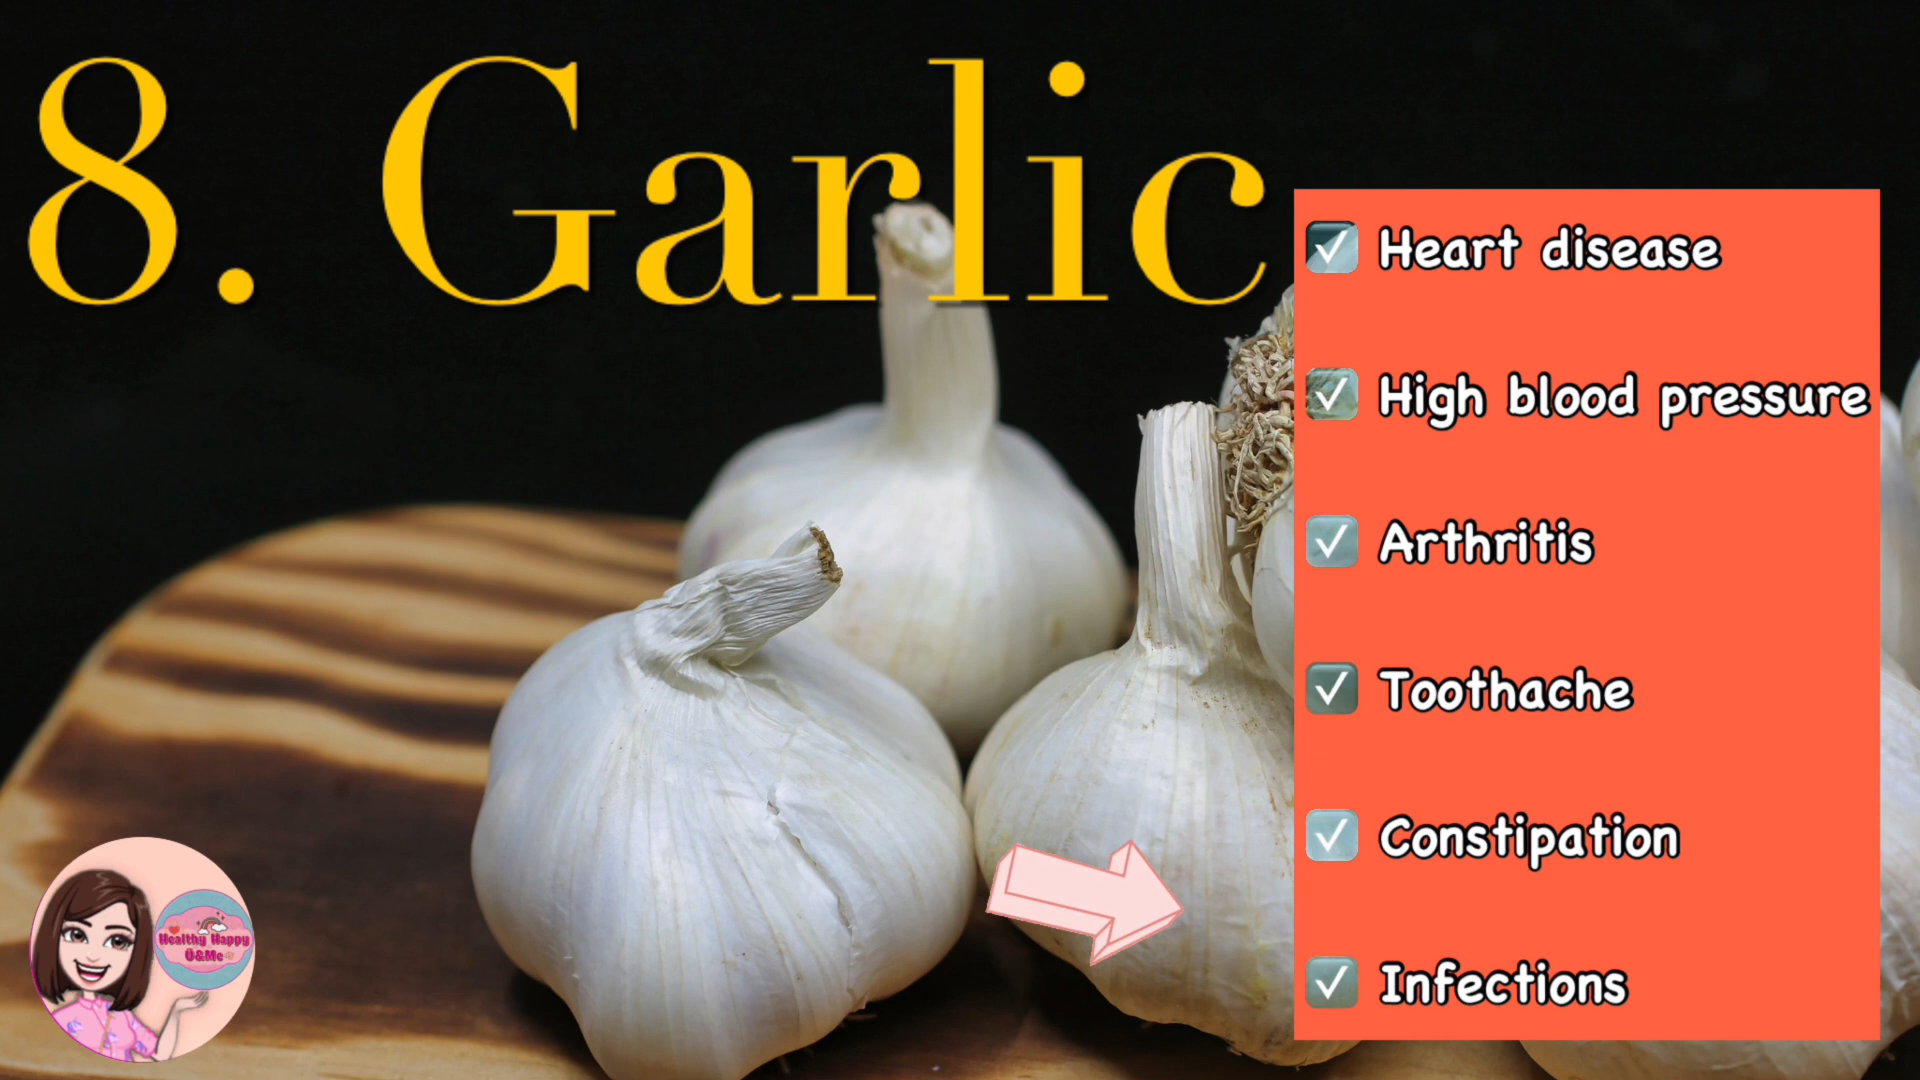 8. Garlic
Heart disease
High blood pressure
Arthritis
Toothache
Constipation
Infections
Healthy Happy
U&Me